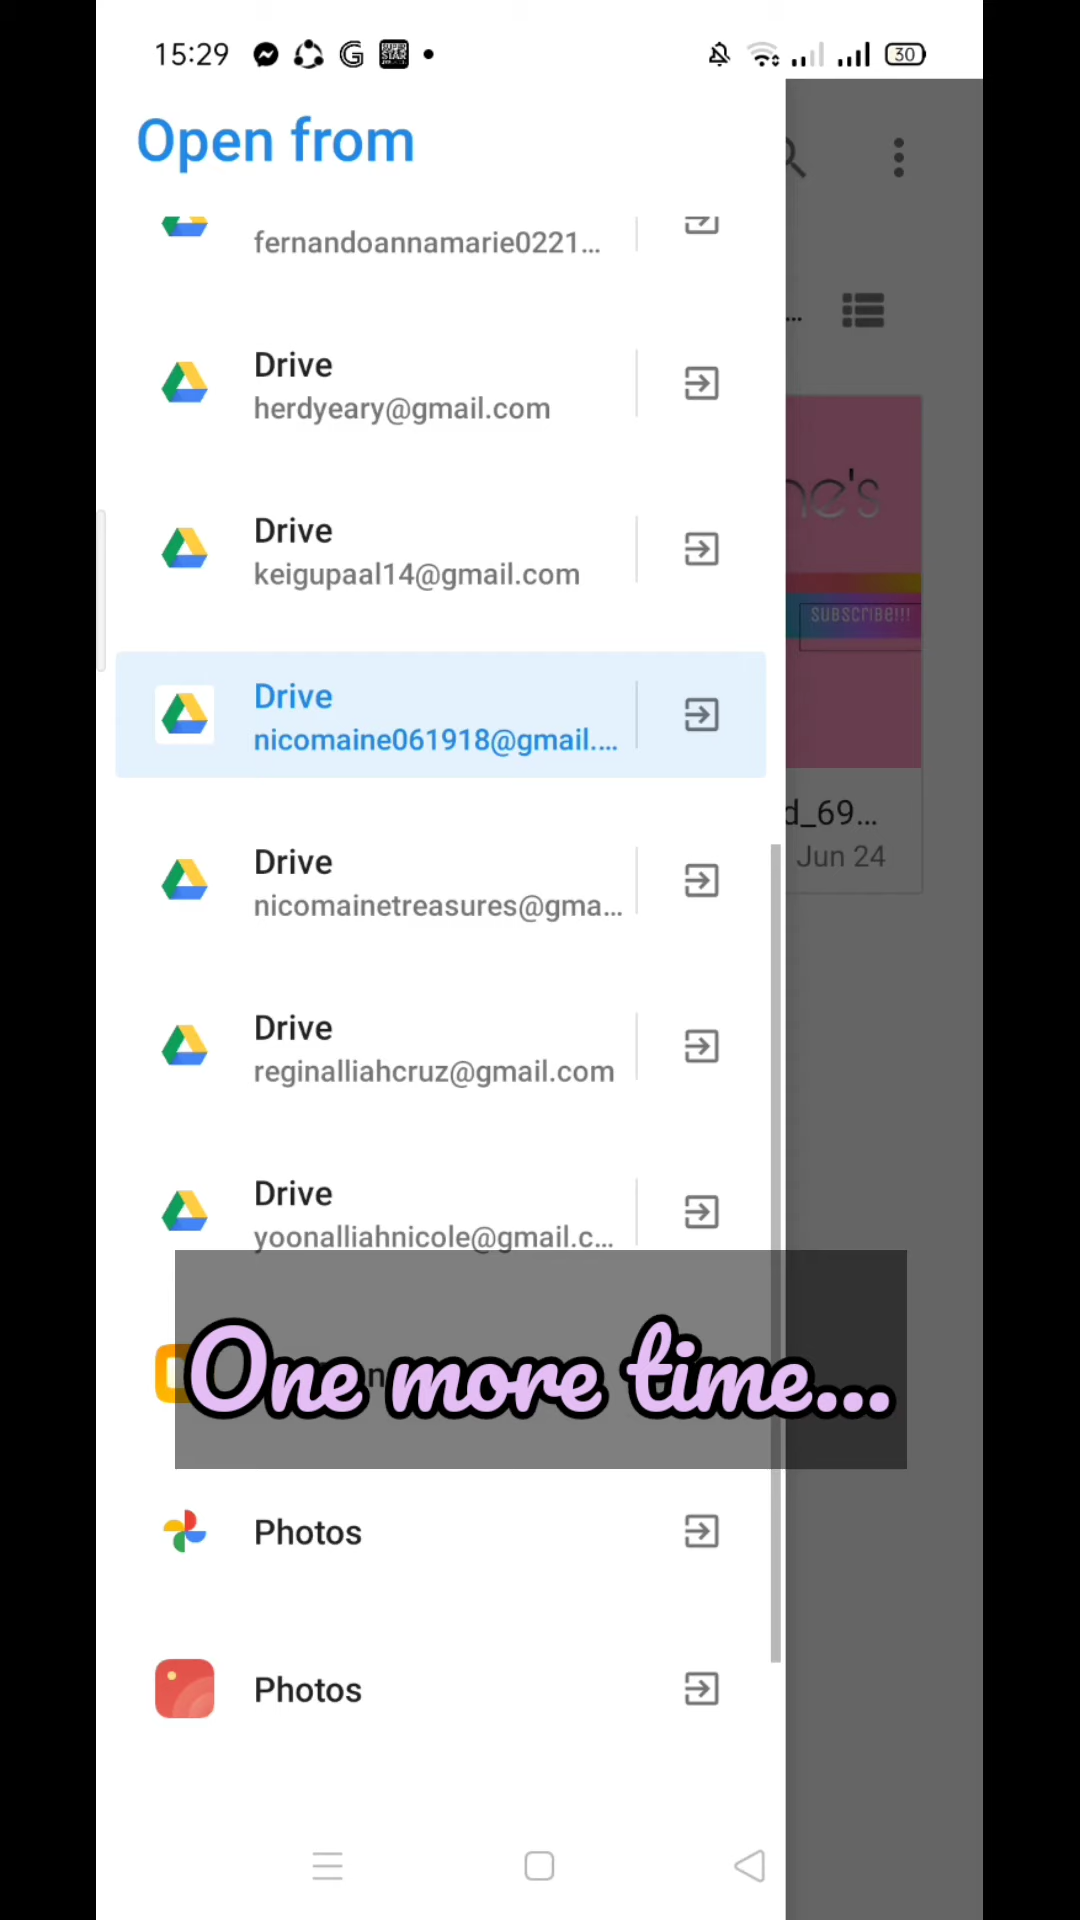 15:29
30
Open from
fernandoannamarie0221...
Drive
herdyeary@gmail.com
Drive
keigupaal14@gmail.com
Drive
nicomaine061918@gmail....
Drive
nicomainetreasures@gma...
Drive
reginalliahcruz@gmail.com
Drive
yoonalliahnicole@gmail.c...
One more time...
Photos
Photos
...
ne's
SUBSCRIBE!!!
d_69...
Jun 24